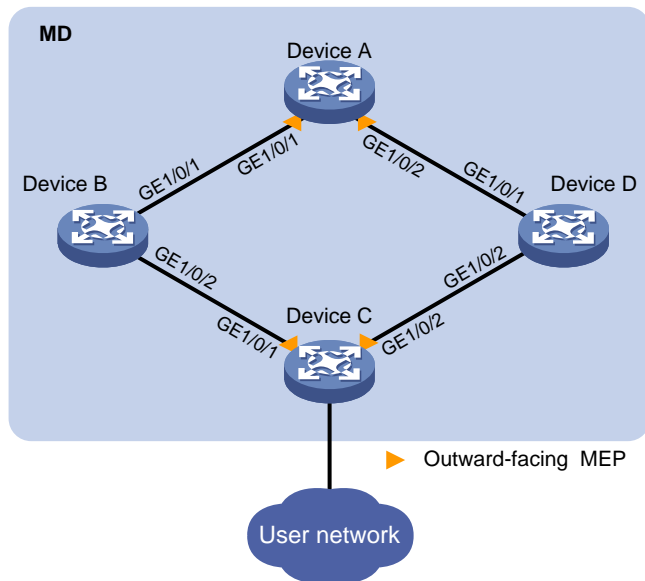 MD
Device A
GE1/0/1
GE1/0/1
GE1/0/2
GE1/0/1
Device B
Device D
GE1/0/2
GE1/0/1
Device C
GE1/0/2
GE1/0/2
Outward-facing MEP
User network